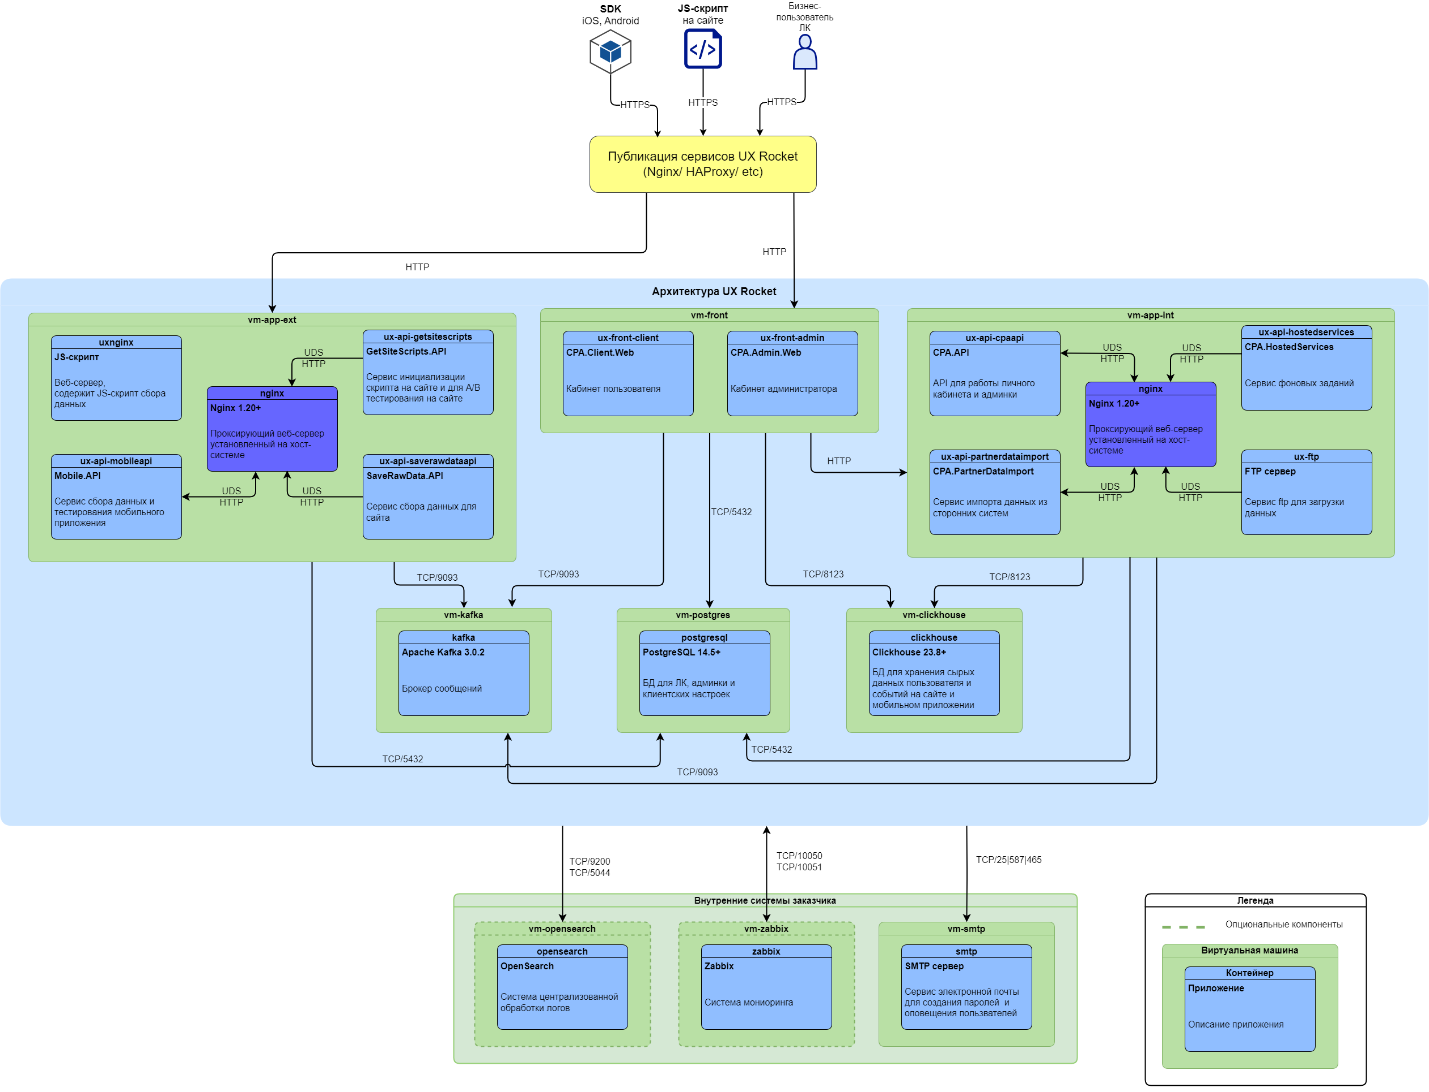 SDK
iOS, Android
JS-скрипт
на сайте
Бизнес-
пользователь
ЛК
HTTPS
HTTPS
HTTPS
Публикация сервисов UX Rocket
(Nginx/ HAProxy/ etc)
HTTP
HTTP
Архитектура UX Rocket
vm-app-ext
uxnginx
JS-скрипт
Веб-сервер,
содержит JS-скрипт сбора
данных
ux-api-getsitescripts
GetSiteScripts.API
Сервис инициализации
скрипта на сайте и для A/B
тестирования на сайте
UDS
HTTP
nginx
Nginx 1.20+
Проксирующий веб-сервер
установленный на хост-
системе
ux-api-mobileapi
Mobile.API
Сервис сбора данных и
тестирования мобильного
приложения
UDS
HTTP
UDS
HTTP
ux-api-saverawdataapi
SaveRawData.API
Сервис сбора данных для
сайта
vm-front
ux-front-client
CPA.Client.Web
Кабинет пользователя
ux-front-admin
CPA.Admin.Web
Кабинет администратора
HTTP
vm-app-int
ux-api-cpaapi
CPA.API
API для работы личного
кабинета и админки
UDS
HTTP
UDS
HTTP
ux-api-hostedservices
CPA.HostedServices
Сервис фоновых заданий
nginx
Nginx 1.20+
Проксирующий веб-сервер
установленный на хост-
системе
ux-api-partnerdataimport
CPA.PartnerDataImport
Сервис импорта данных из
сторонних систем
UDS
HTTP
UDS
HTTP
ux-ftp
FTP сервер
Сервис ftp для загрузки
данных
TCP/5432
TCP/9093
TCP/9093
TCP/8123
TCP/8123
vm-kafka
kafka
Apache Kafka 3.0.2
Брокер сообщений
vm-postgres
postgresql
PostgreSQL 14.5+
БД для ЛК, админки и
клиентских настроек
vm-clickhouse
clickhouse
Clickhouse 23.8+
БД для хранения сырых
данных пользователя и
событий на сайте и
мобильном приложении
TCP/5432
TCP/5432
TCP/9093
TCP/9200
TCP/5044
TCP/10050
TCP/10051
TCP/25|587|465
Внутренние системы заказчика
vm-opensearch
opensearch
OpenSearch
Система централизованной
обработки логов
vm-zabbix
zabbix
Zabbix
Система мониоринга
vm-smtp
smtp
SMTP сервер
Сервис электронной почты
для создания паролей и
оповещения пользвателей
Легенда
Опциональные компоненты
Виртуальная машина
Контейнер
Приложение
Описание приложения